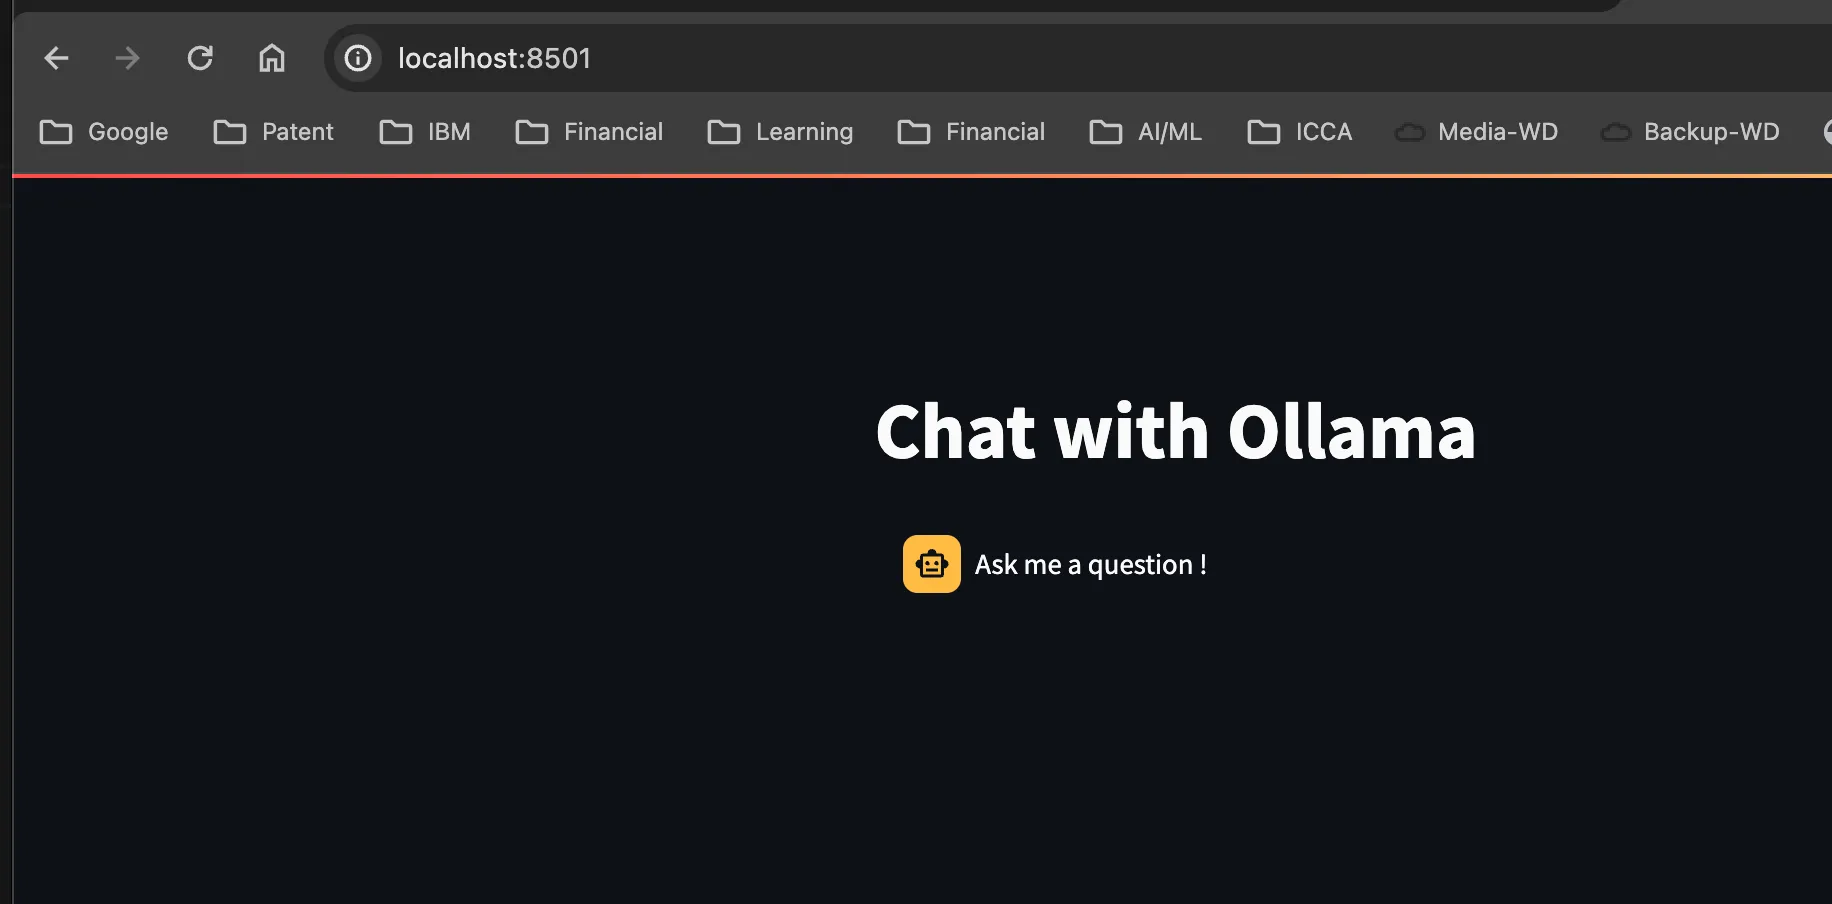 localhost:8501
Google Patent IBM Financial Learning Financial AI/ML ICCA Media-WD Backup-WD
Chat with Ollama
Ask me a question !